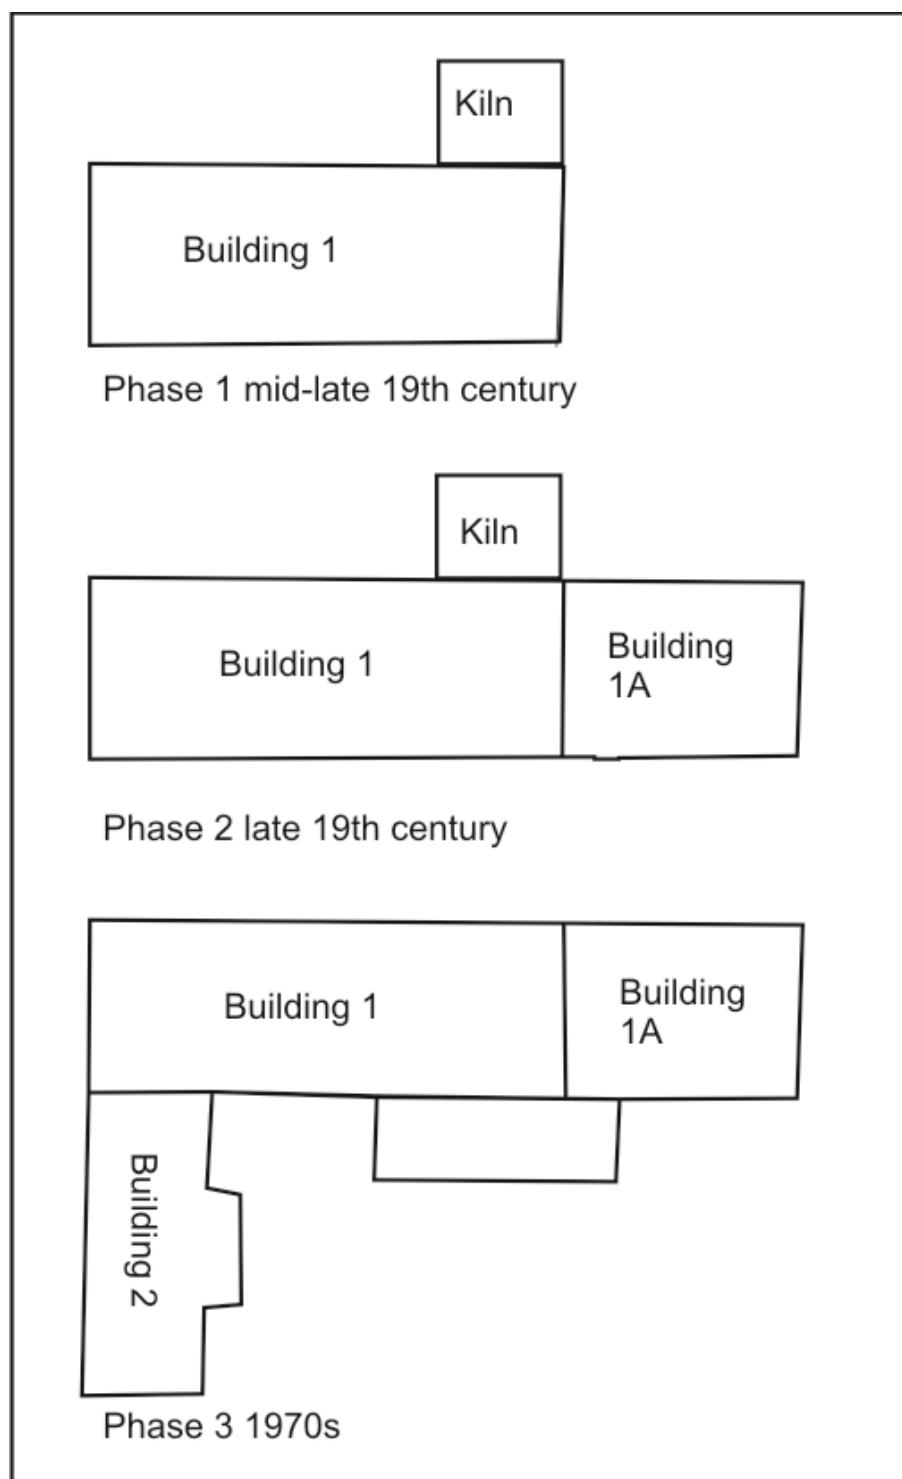 Kiln
Building 1
Phase 1 mid-late 19th century
Kiln
Building 1
Building
1A
Phase 2 late 19th century
Building 1
Building
1A
Building 2
Phase 3 1970s